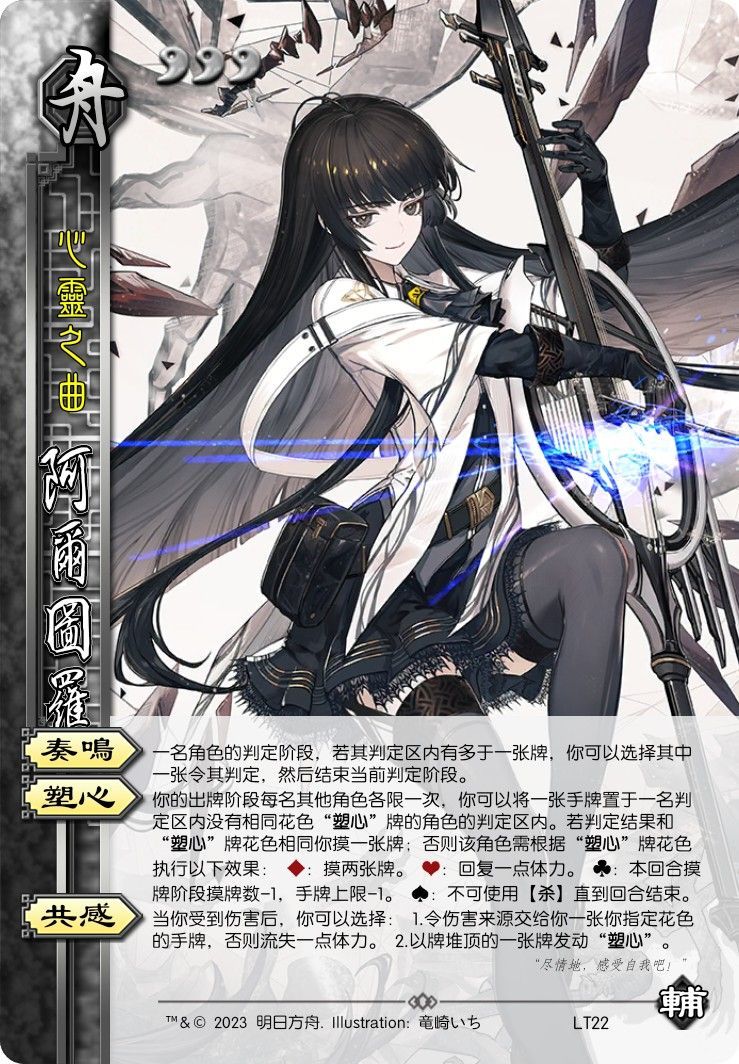 舟
心靈之曲
阿爾圖羅
奏鳴
一名角色的判定阶段，若其判定区内有多于一张牌，你可以选择其中
一张令其判定，然后结束当前判定阶段。
塑心
你的出牌阶段每名其他角色各限一次，你可以将一张手牌置于一名判
定区内没有相同花色“塑心”牌的角色的判定区内。若判定结果和
“塑心”牌花色相同你摸一张牌；否则该角色需根据“塑心”牌花色
执行以下效果：♦：摸两张牌。♥：回复一点体力。♣：本回合摸
牌阶段摸牌数-1，手牌上限-1。♠：不可使用【杀】直到回合结束。
共感
当你受到伤害后，你可以选择：1.令伤害来源交给你一张你指定花色
的手牌，否则流失一点体力。2.以牌堆顶的一张牌发动“塑心”。
“尽情地，感受自我吧！”
輔
™&© 2023 明日方舟. Illustration: 竜崎いち
LT22